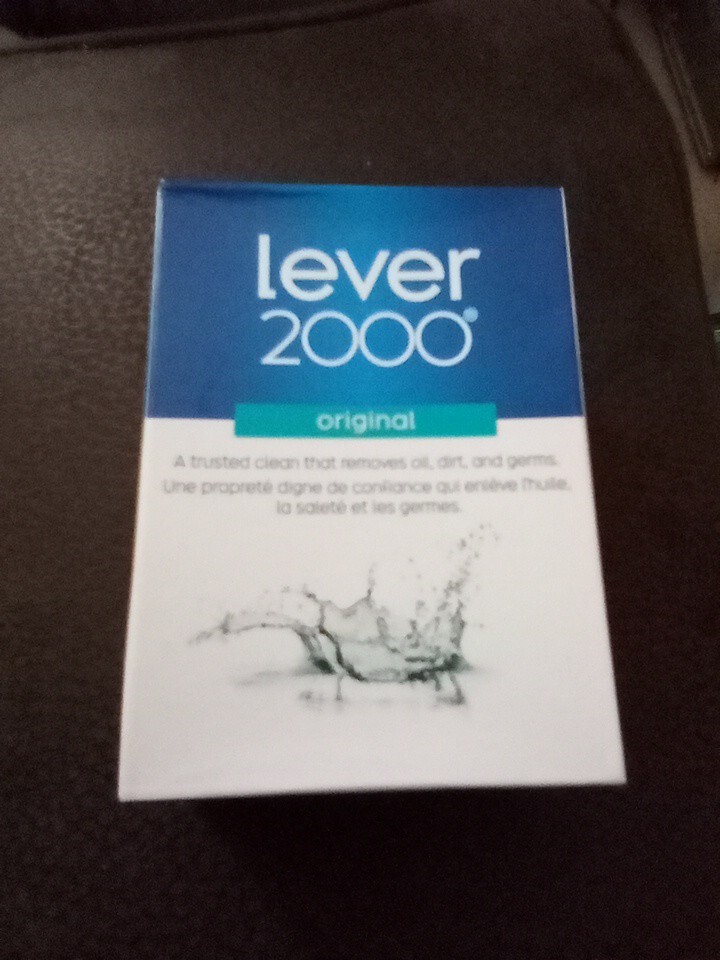 lever
2000
original
A trusted clean that removes oil, dirt, and germs.
Une propreté digne de confiance qui enlève l'huile,
la saleté et les germes.